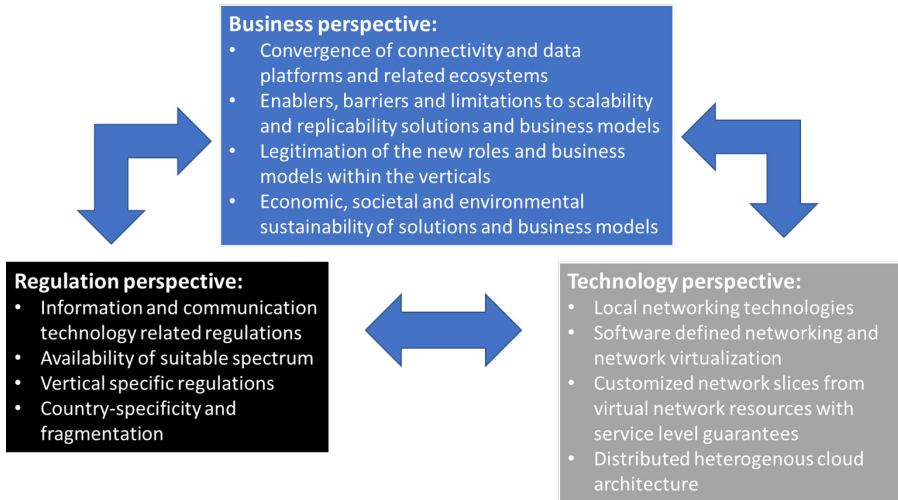 Business perspective:
• Convergence of connectivity and data
platforms and related ecosystems
• Enablers, barriers and limitations to scalability
and replicability solutions and business models
• Legitimation of the new roles and business
models within the verticals
• Economic, societal and environmental
sustainability of solutions and business models
Regulation perspective:
• Information and communication
technology related regulations
• Availability of suitable spectrum
• Vertical specific regulations
• Country-specificity and
fragmentation
Technology perspective:
• Local networking technologies
• Software defined networking and
network virtualization
• Customized network slices from
virtual network resources with
service level guarantees
• Distributed heterogenous cloud
architecture